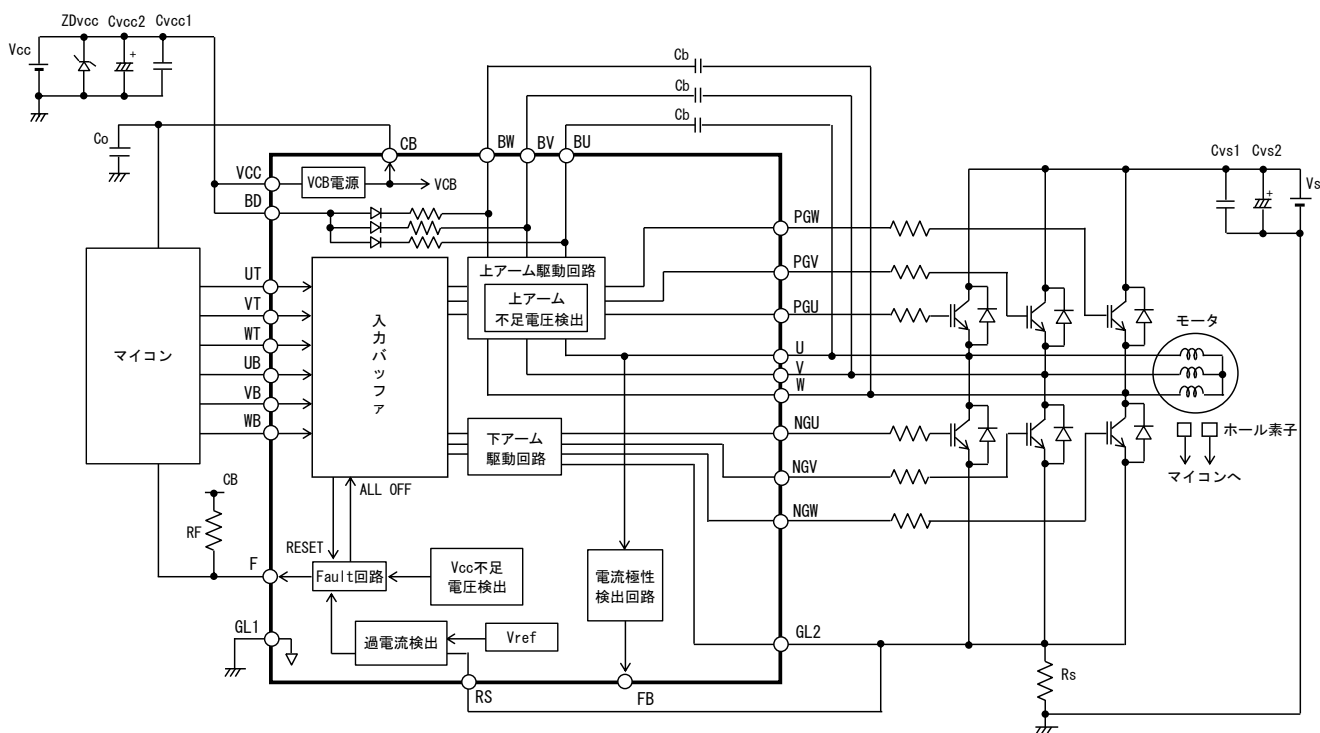 ZDvcc Cvcc2 Cvcc1
Vcc
+
Co
CB
BW
BV
BU
Cb
Cb
Cb
VCC
VCB電源
VCB
BD
PGW
PGV
PGU
Cvs1 Cvs2
+
Vs
マイコン
UT
VT
WT
UB
VB
WB
入力バッファ
上アーム駆動回路
上アーム
不足電圧検出
U
V
W
モータ
下アーム
駆動回路
NGU
NGV
NGW
ホール素子
マイコンへ
CB
RF
F
RESET
ALL OFF
Fault回路
Vcc不足
電圧検出
電流極性
検出回路
GL1
過電流検出
Vref
GL2
RS
FB
Rs